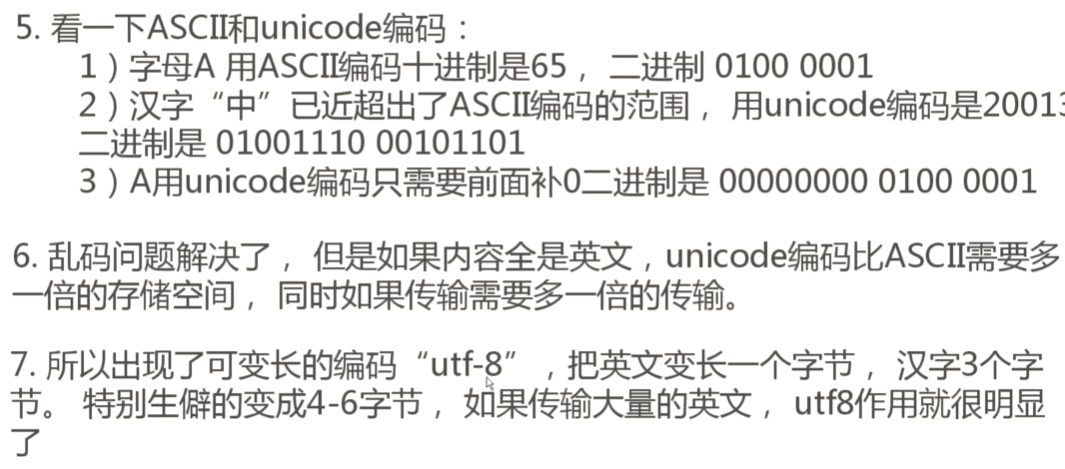 5. 看一下ASCII和unicode编码：
1）字母A 用ASCII编码十进制是65， 二进制 0100 0001
2）汉字“中”已近超出了ASCII编码的范围， 用unicode编码是20013
二进制是 01001110 00101101
3）A用unicode编码只需要前面补0二进制是 00000000 0100 0001
6. 乱码问题解决了， 但是如果内容全是英文，unicode编码比ASCII需要多
一倍的存储空间， 同时如果传输需要多一倍的传输。
7. 所以出现了可变长的编码“utf-8”，把英文变长一个字节， 汉字3个字
节。 特别生僻的变成4-6字节， 如果传输大量的英文， utf8作用就很明显
了